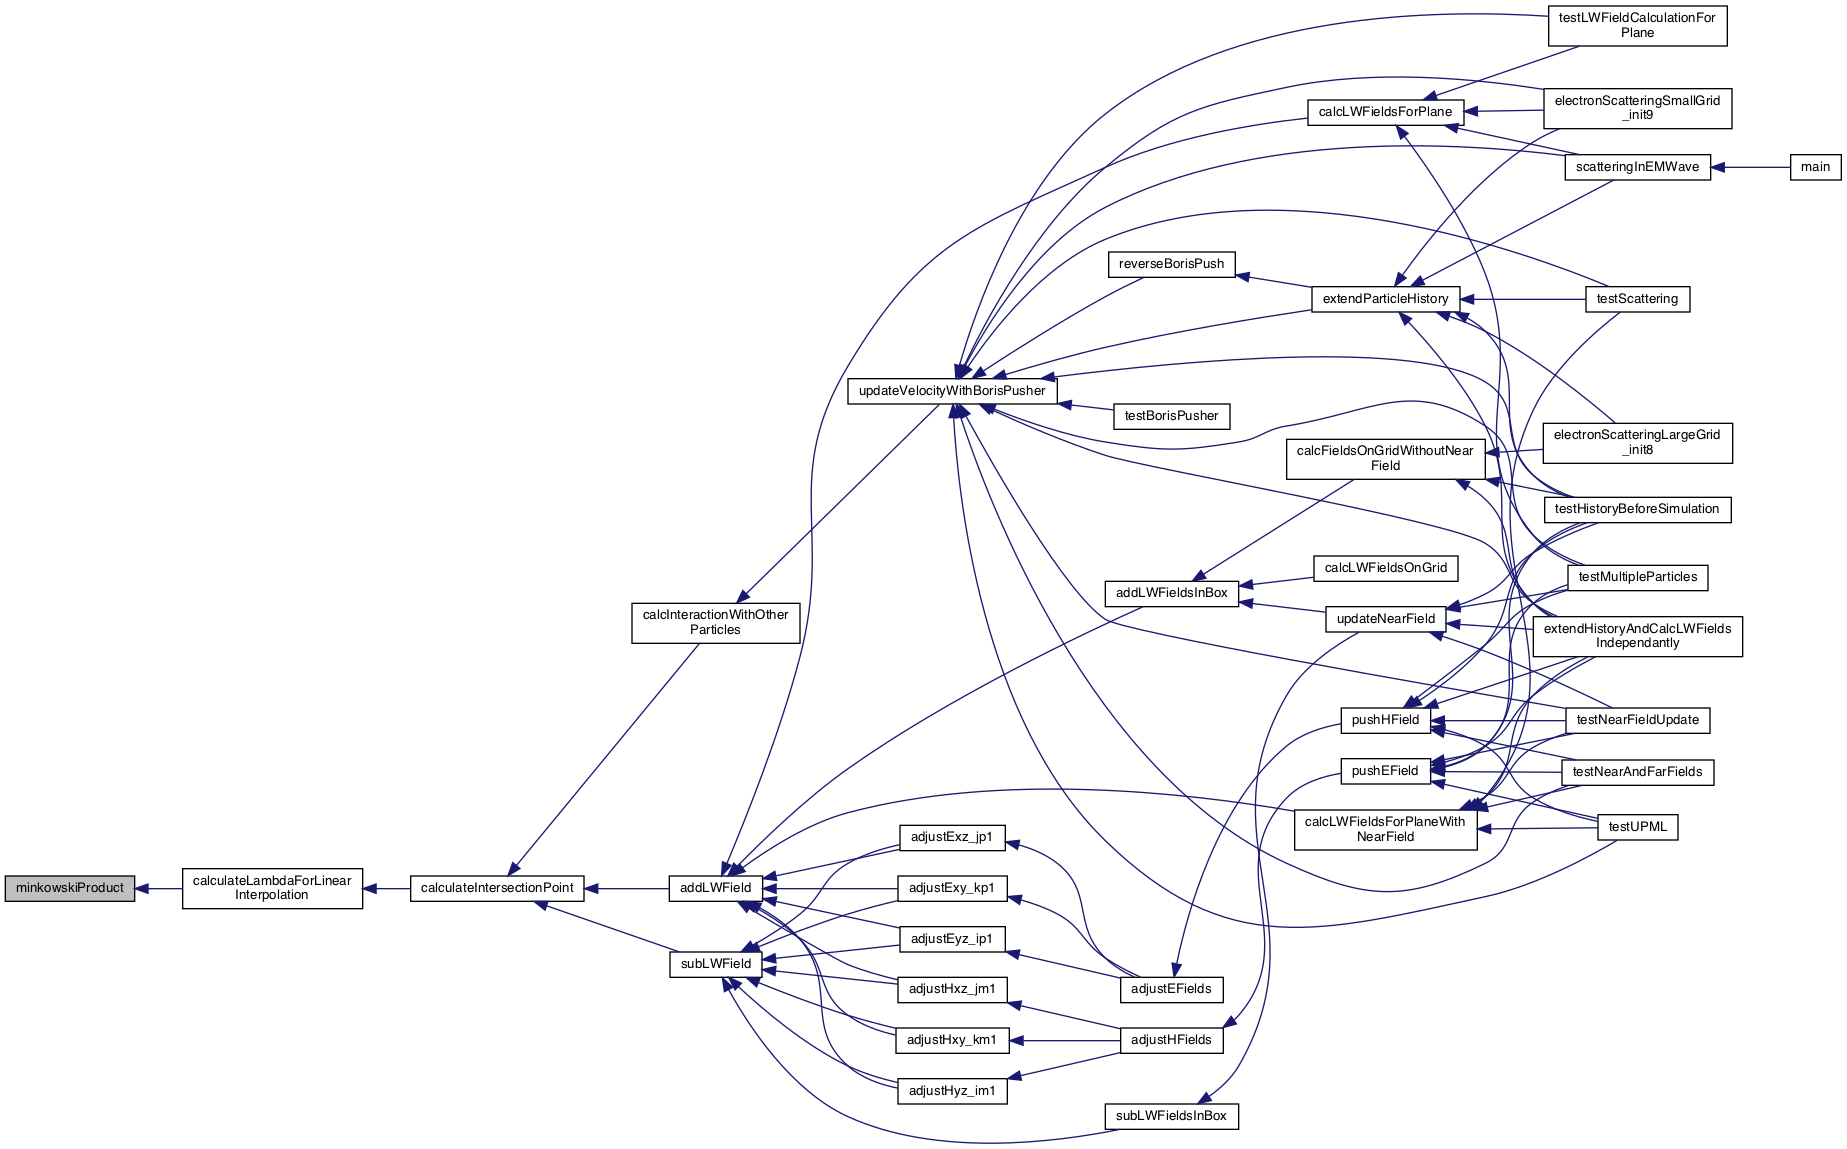 testLWFieldCalculationFor
Plane
electronScatteringSmallGrid
_init9
calcLWFieldsForPlane
scatteringInEMWave
main
reverseBorisPush
extendParticleHistory
testScattering
updateVelocityWithBorisPusher
testBorisPusher
electronScatteringLargeGrid
_init8
calcFieldsOnGridWithoutNear
Field
testHistoryBeforeSimulation
calcLWFieldsOnGrid
testMultipleParticles
addLWFieldsInBox
calcInteractionWithOther
Particles
updateNearField
extendHistoryAndCalcLWFields
Independantly
pushHField
testNearFieldUpdate
pushEField
testNearAndFarFields
calcLWFieldsForPlaneWith
NearField
testUPML
adjustExz_jp1
minkowskiProduct
calculateLambdaForLinear
Interpolation
calculateIntersectionPoint
addLWField
adjustExy_kp1
adjustEyz_ip1
subLWField
adjustHxz_jm1
adjustEFields
adjustHxy_km1
adjustHFields
adjustHyz_im1
subLWFieldsInBox